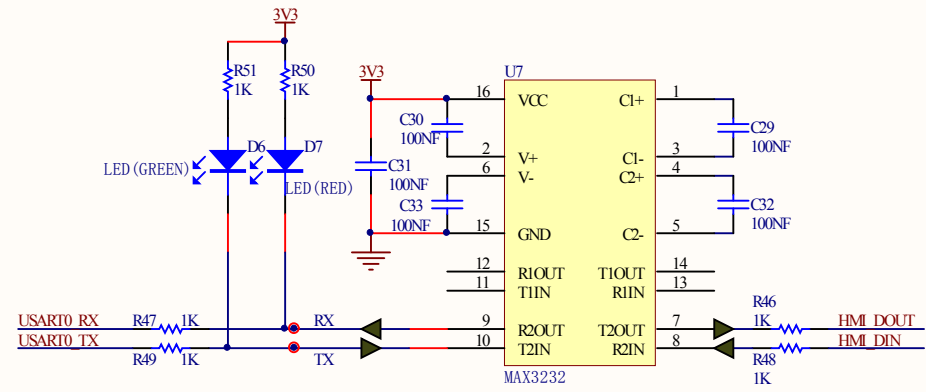 3V3
R51
1K
R50
1K
D6
D7
LED(GREEN)
LED(RED)
3V3
C30
100NF
C31
100NF
C33
100NF
U7
16
VCC
C1+
1
2
V+
C1-
3
6
V-
C2+
4
15
GND
C2-
5
12
R1OUT
T1OUT
14
11
T1IN
R1IN
13
9
R2OUT
T2OUT
7
10
T2IN
R2IN
8
MAX3232
C29
100NF
C32
100NF
USART0_RX
R47
1K
RX
USART0_TX
R49
1K
TX
R46
1K
HMI_DOUT
HMI_DIN
R48
1K